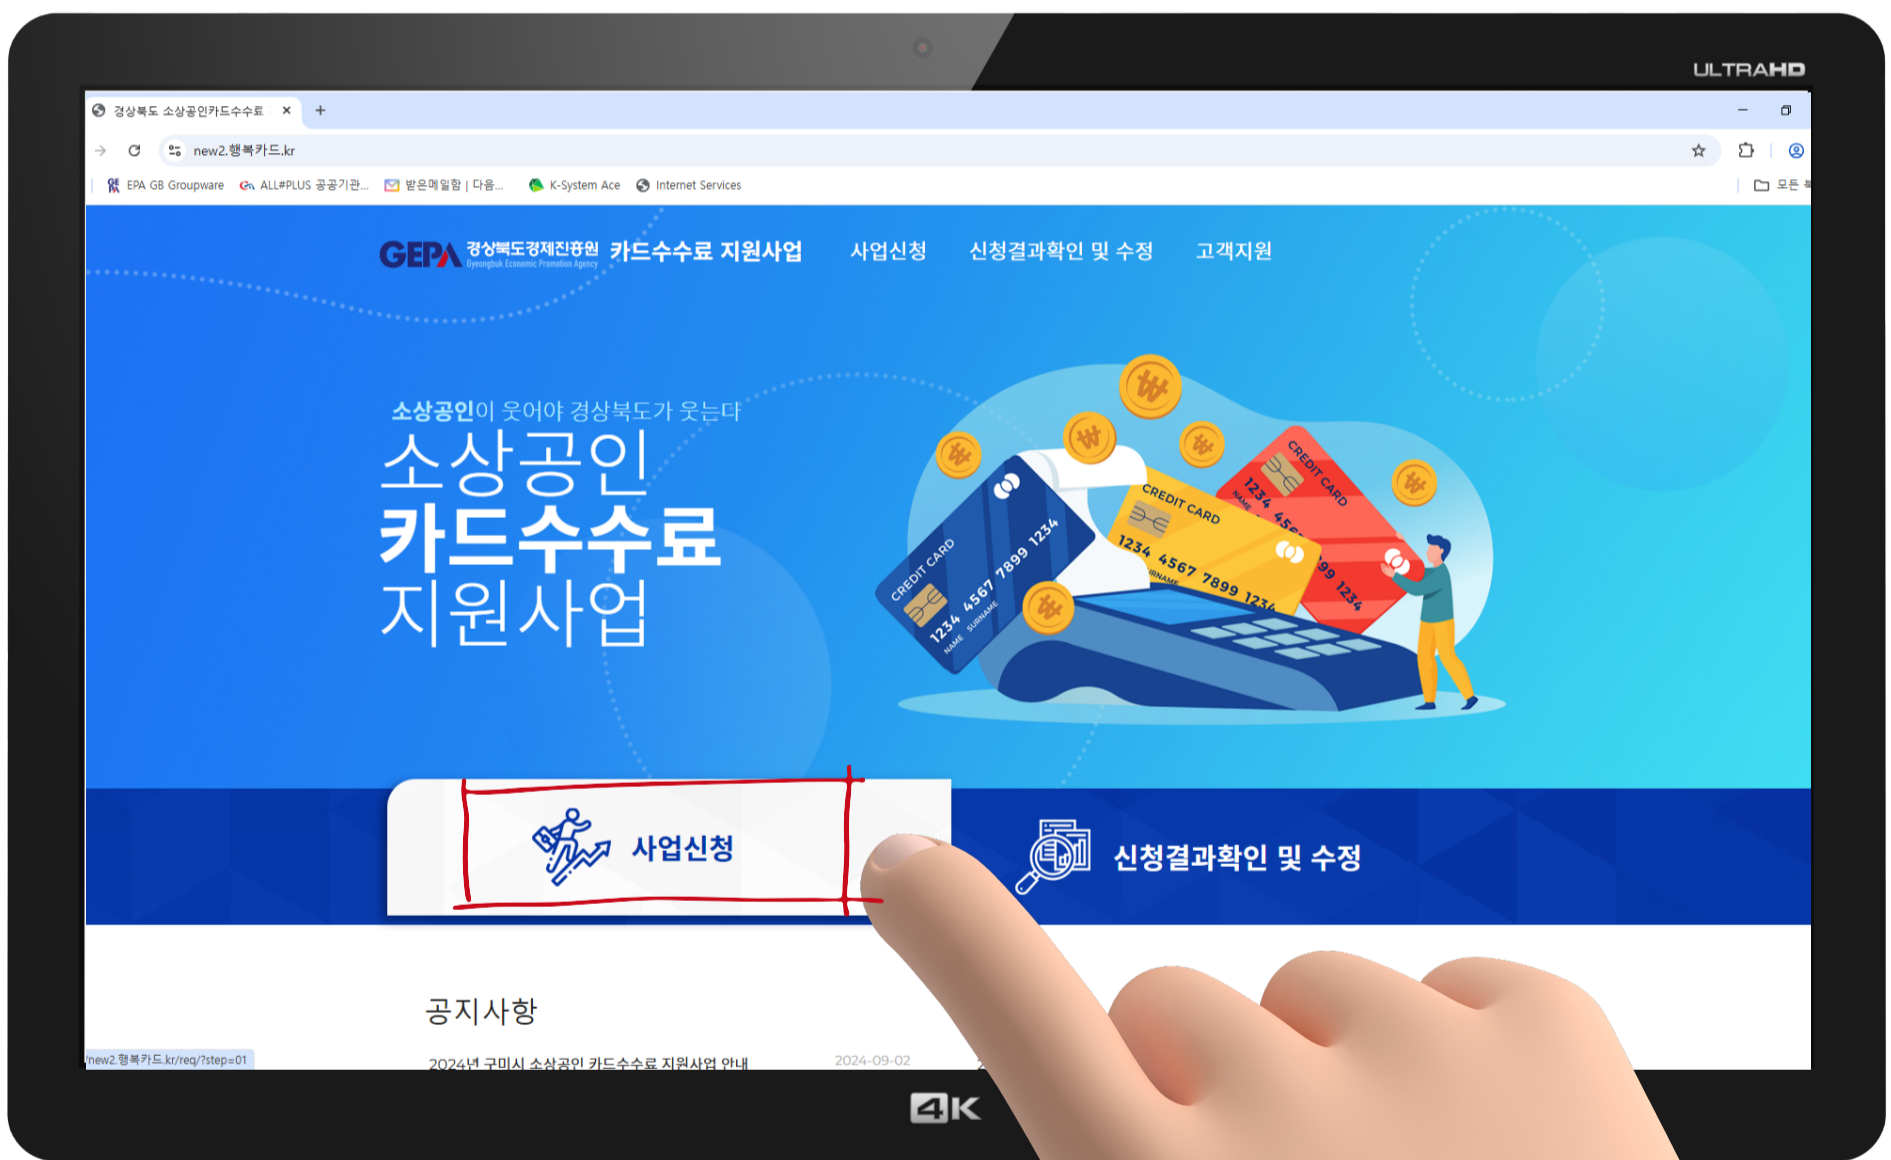 ULTRAHD
경상북도 소상공인카드수수료
new2.행복카드.kr
EPA GB Groupware
ALL#PLUS 공공기관...
받은메일함 | 다음...
K-System Ace
Internet Services
모든
GEPA 경상북도경제진흥원 카드수수료 지원사업 사업신청 신청결과확인 및 수정 고객지원
Gyeongbuk Economic Promotion Agency
소상공인이 웃어야 경상북도가 웃는다
소상공인
카드수수료
지원사업
CREDIT CARD
1234 4567 7899 1234
NAME SURNAME
CREDIT CARD
1234 4567 7899 1234
CREDIT CARD
1234
NAME
99 1234
사업신청
신청결과확인 및 수정
공지사항
2024년 구미시 소상공인 카드수수료 지원사업 안내 2024-09-02
/new2.행복카드.kr/req/?step=01
4K